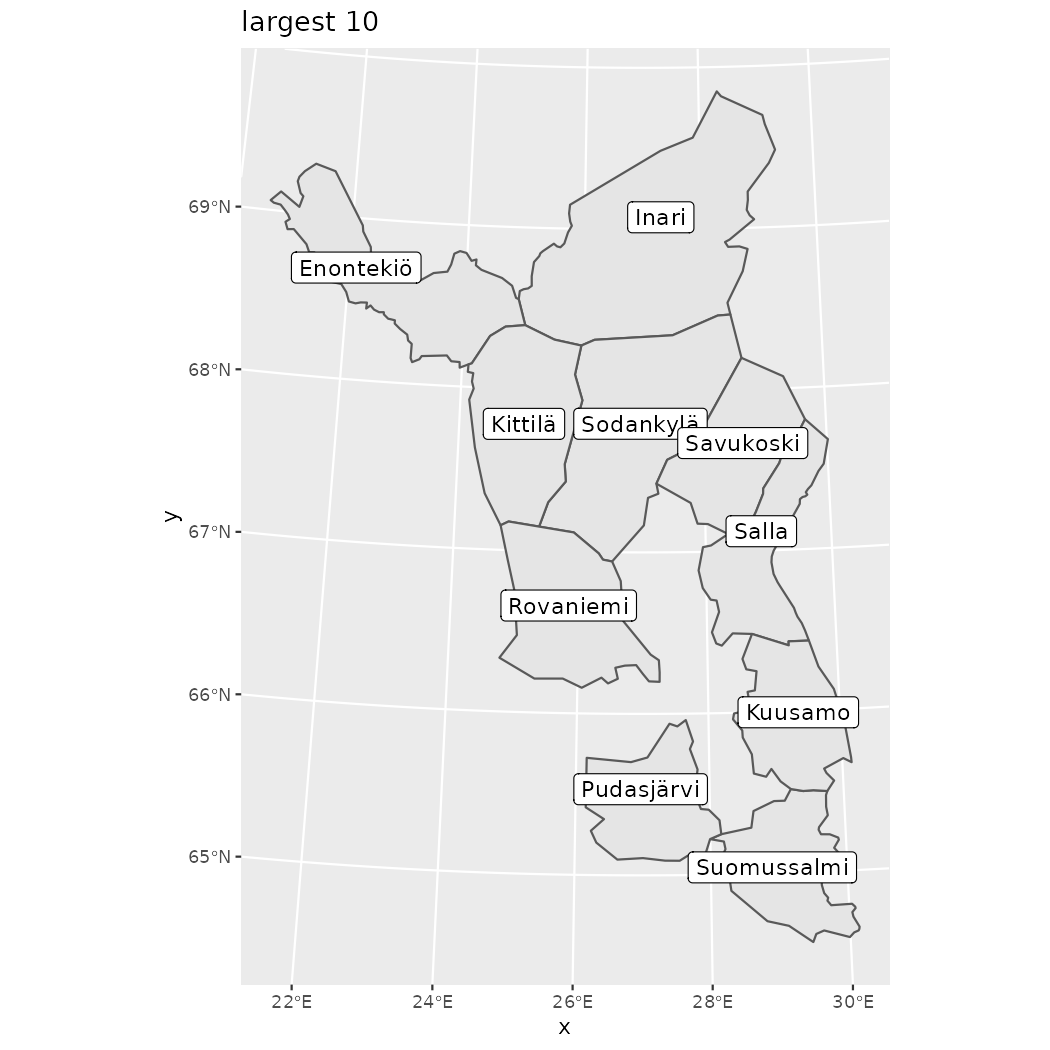 largest 10
69°N
68°N
67°N
66°N
65°N
y
Inari
Enontekiö
Kittilä
Sodankylä
Savukoski
Salla
Rovaniemi
Kuusamo
Pudasjärvi
Suomussalmi
22°E 24°E 26°E 28°E 30°E
x